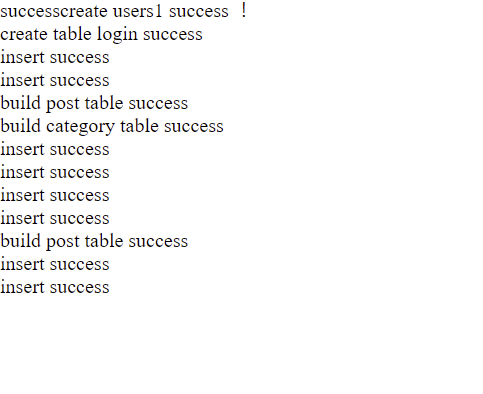 successcreate users1 success ！
create table login success
insert success
insert success
build post table success
build category table success
insert success
insert success
insert success
insert success
build post table success
insert success
insert success